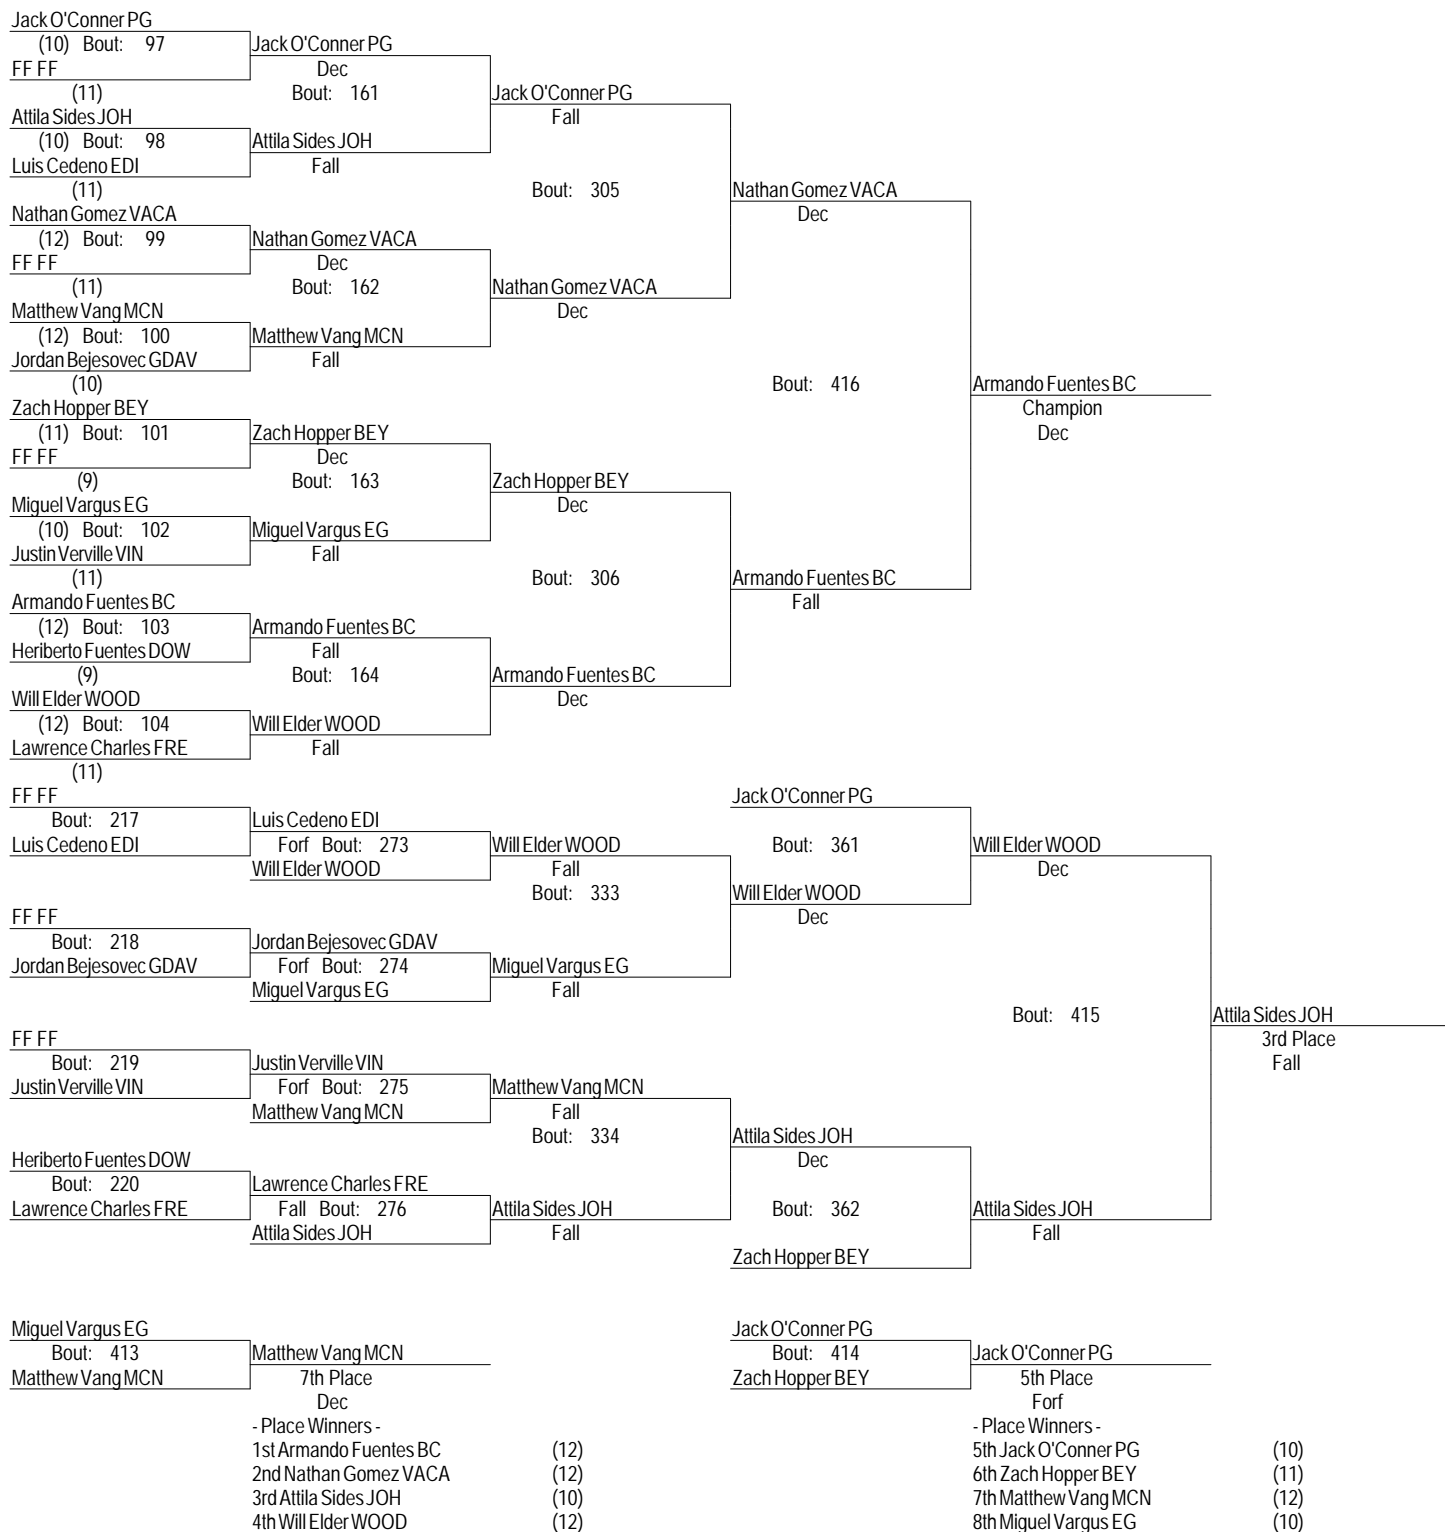 Jack O'Conner PG
(10) Bout: 97 Jack O'Conner PG
FF FF Dec
(11) Bout: 161 Jack O'Conner PG
Attila Sides JOH Fall
(10) Bout: 98 Attila Sides JOH
Luis Cedeno EDI Fall
(11) Bout: 305 Nathan Gomez VACA
Nathan Gomez VACA Dec
(12) Bout: 99 Nathan Gomez VACA
FF FF Dec
(11) Bout: 162 Nathan Gomez VACA
Matthew Vang MCN Dec
(12) Bout: 100 Matthew Vang MCN
Jordan Bejesovec GDAV Fall
(10) Bout: 416 Armando Fuentes BC
Zach Hopper BEY Champion
(11) Bout: 101 Zach Hopper BEY Dec
FF FF Dec
(9) Bout: 163 Zach Hopper BEY
Miguel Vargus EG Dec
(10) Bout: 102 Miguel Vargus EG
Justin Verville VIN Fall
(11) Bout: 306 Armando Fuentes BC
Armando Fuentes BC Fall
(12) Bout: 103 Armando Fuentes BC
Heriberto Fuentes DOW Fall
(9) Bout: 164 Armando Fuentes BC
Will Elder WOOD Dec
(12) Bout: 104 Will Elder WOOD
Lawrence Charles FRE Fall
(11)
FF FF Jack O'Conner PG
Bout: 217 Luis Cedeno EDI
Luis Cedeno EDI Forf Bout: 273 Will Elder WOOD Bout: 361 Will Elder WOOD
Will Elder WOOD Fall Dec
Bout: 333 Will Elder WOOD
FF FF Dec
Bout: 218 Jordan Bejesovec GDAV
Jordan Bejesovec GDAV Forf Bout: 274 Miguel Vargus EG
Miguel Vargus EG Fall
Bout: 415 Attila Sides JOH
FF FF 3rd Place
Bout: 219 Justin Verville VIN Fall
Justin Verville VIN Forf Bout: 275 Matthew Vang MCN
Matthew Vang MCN Fall
Bout: 334 Attila Sides JOH
Heriberto Fuentes DOW Dec
Bout: 220 Lawrence Charles FRE
Lawrence Charles FRE Fall Bout: 276 Attila Sides JOH Bout: 362 Attila Sides JOH
Attila Sides JOH Fall Fall
Zach Hopper BEY
Miguel Vargus EG Jack O'Conner PG
Bout: 413 Matthew Vang MCN Bout: 414 Jack O'Conner PG
Matthew Vang MCN 7th Place Zach Hopper BEY 5th Place
Dec Forf
- Place Winners - - Place Winners -
1st Armando Fuentes BC (12) 5th Jack O'Conner PG (10)
2nd Nathan Gomez VACA (12) 6th Zach Hopper BEY (11)
3rd Attila Sides JOH (10) 7th Matthew Vang MCN (12)
4th Will Elder WOOD (12) 8th Miguel Vargus EG (10)